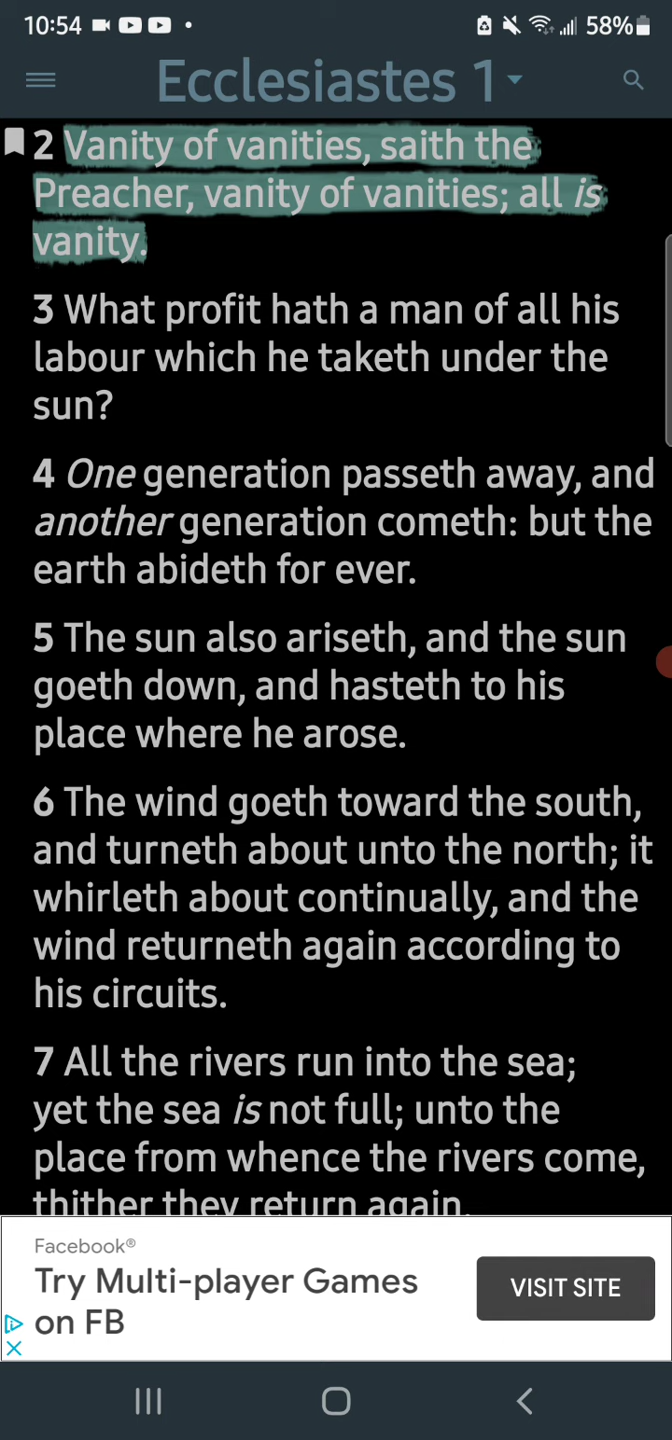 10:54
58%
Ecclesiastes 1
2 Vanity of vanities, saith the
Preacher, vanity of vanities; all is
vanity.
3 What profit hath a man of all his
labour which he taketh under the
sun?
4 One generation passeth away, and
another generation cometh: but the
earth abideth for ever.
5 The sun also ariseth, and the sun
goeth down, and hasteth to his
place where he arose.
6 The wind goeth toward the south,
and turneth about unto the north; it
whirleth about continually, and the
wind returneth again according to
his circuits.
7 All the rivers run into the sea;
yet the sea is not full; unto the
place from whence the rivers come,
thither they return again.
Facebook®
Try Multi-player Games
on FB
VISIT SITE